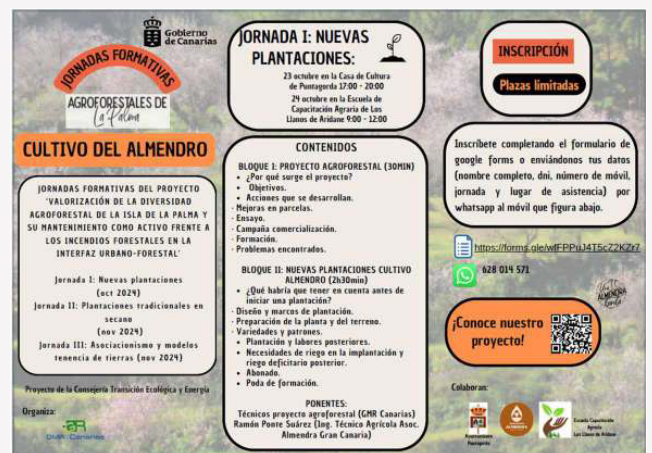 Gobierno
de Canarias
JORNADAS FORMATIVAS
AGROFORESTALES DE
La Palma
CULTIVO DEL ALMENDRO
JORNADAS FORMATIVAS DEL PROYECTO
'VALORIZACIÓN DE LA DIVERSIDAD
AGROFORESTAL DE LA ISLA DE LA PALMA Y
SU MANTENIMIENTO COMO ACTIVO FRENTE A
LOS INCENDIOS FORESTALES EN LA
INTERFAZ URBANO-FORESTAL'
Jornada I: Nuevas plantaciones
(oct 2024)
Jornada II: Plantaciones tradicionales en
secano
(nov 2024)
Jornada III: Asociacionismo y modelos
tenencia de tierras (nov 2024)
Proyecto de la Consejería Transición Ecológica y Energía
Organiza:
GMR Canarias
JORNADA I: NUEVAS
PLANTACIONES:
23 octubre en la Casa de Cultura
de Puntagorda 17:00 - 20:00
24 octubre en la Escuela de
Capacitación Agraria de Los
Llanos de Aridane 9:00 - 12:00
CONTENIDOS
BLOQUE I: PROYECTO AGROFORESTAL (30MIN)
• ¿Por qué surge el proyecto?
• Objetivos.
• Acciones que se desarrollan.
- Mejoras en parcelas.
- Ensayo.
- Campaña comercialización.
- Formación.
- Problemas encontrados.
BLOQUE II: NUEVAS PLANTACIONES CULTIVO
ALMENDRO (2h30min)
• ¿Qué habría que tener en cuenta antes de
iniciar una plantación?
- Diseño y marcos de plantación.
- Preparación de la planta y del terreno.
- Variedades y patrones.
• Plantación y labores posteriores.
• Necesidades de riego en la implantación y
riego deficitario posterior.
• Abonado.
• Poda de formación.
PONENTES:
Técnicos proyecto agroforestal (GMR Canarias)
Ramón Ponte Suárez (Ing. Técnico Agrícola Asoc.
Almendra Gran Canaria)
INSCRIPCIÓN
Plazas limitadas
Inscríbete completando el formulario de
google forms o enviándonos tus datos
(nombre completo, dni, número de móvil,
jornada y lugar de asistencia) por
whatsapp al móvil que figura abajo.
https://forms.gle/wfFPPuJ4T5cZ2KZr7
628 014 571
ALMENDRA
¡Conoce nuestro
proyecto!
Colaboran:
Ayuntamiento
Puntagorda
ALMENDRA
Escuela Capacitación
Agraria
Los Llanos de Aridane